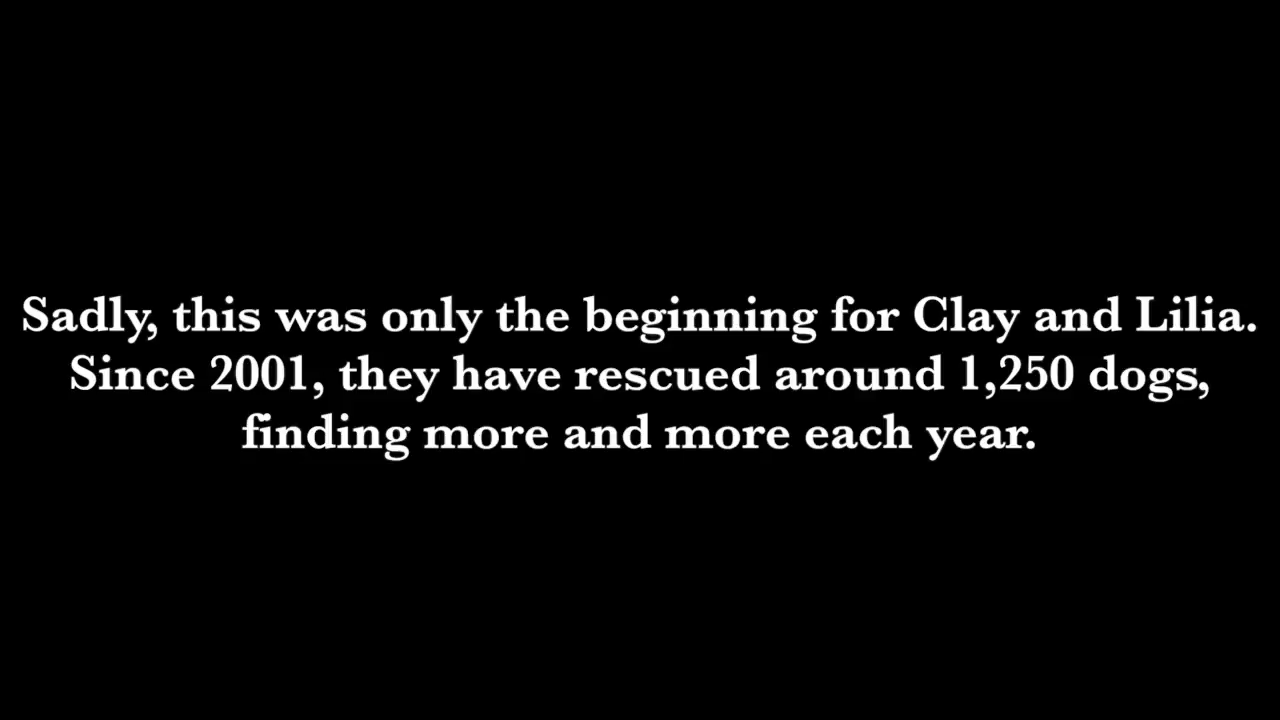 Sadly, this was only the beginning for Clay and Lilia.
Since 2001, they have rescued around 1,250 dogs,
finding more and more each year.